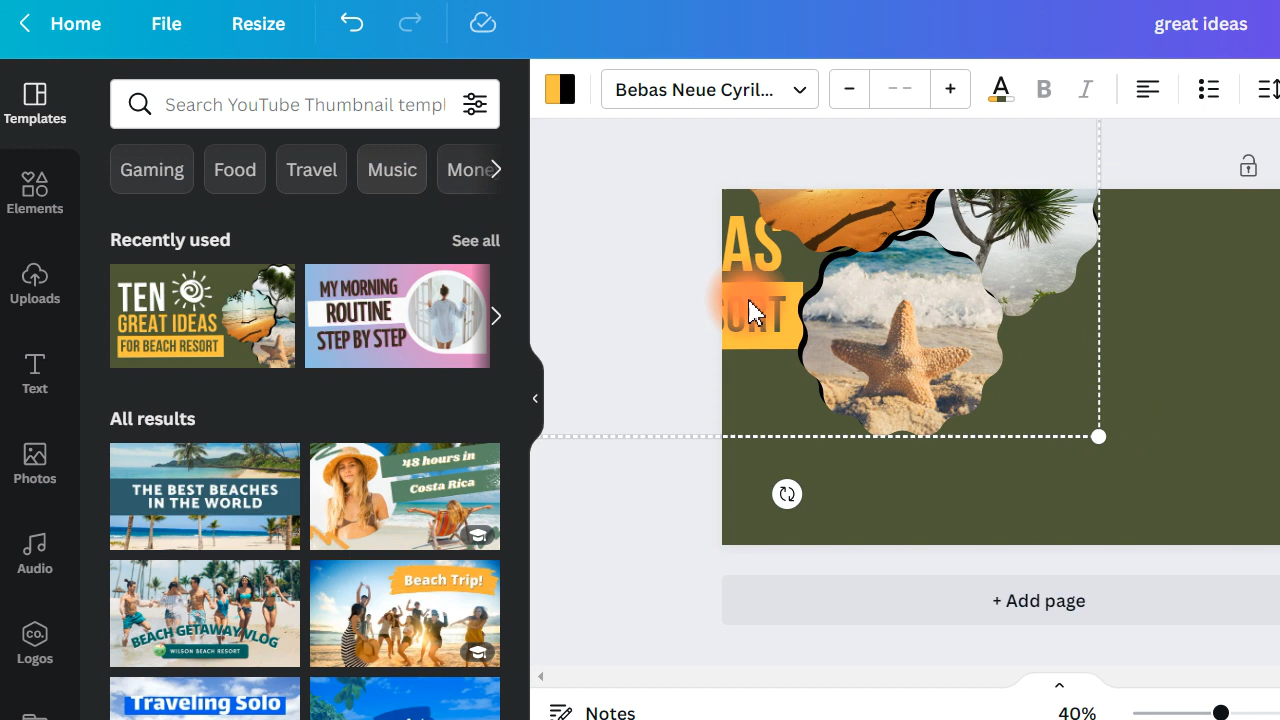 Home File Resize great ideas
Templates
Elements
Uploads
Text
Photos
Audio
CO.
Logos
Search YouTube Thumbnail templ
Gaming Food Travel Music Mone
Recently used See all
TEN
GREAT IDEAS
FOR BEACH RESORT
MY MORNING
ROUTINE
STEP BY STEP
All results
THE BEST BEACHES
IN THE WORLD
48 hours in
Costa Rica
BEACH GETAWAY VLOG
WILSON BEACH RESORT
Beach Trip!
Traveling Solo
Bebas Neue Cyril... – –– + A B I
AS
+ Add page
Notes 40%